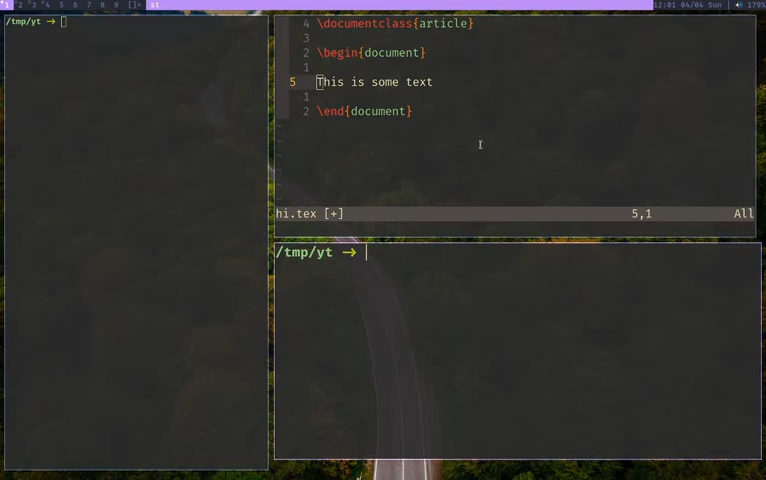 1 2 3 4 5 6 7 8 9 []= st 12:01 04/04 Sun 179%
/tmp/yt →
4 \documentclass{article}
3
2 \begin{document}
1
5 This is some text
1
2 \end{document}
~
~
~
~
~
~
hi.tex [+] 5,1 All
/tmp/yt →